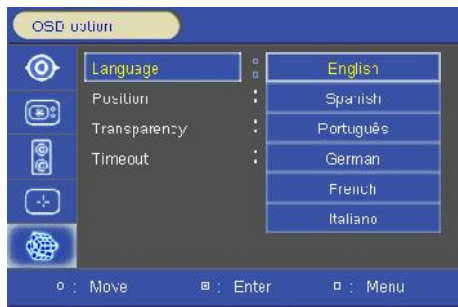 OSD option
Language : English
Position : Spanish
Transparency : Português
Timeout : German
French
Italiano
: Move : Enter : Menu